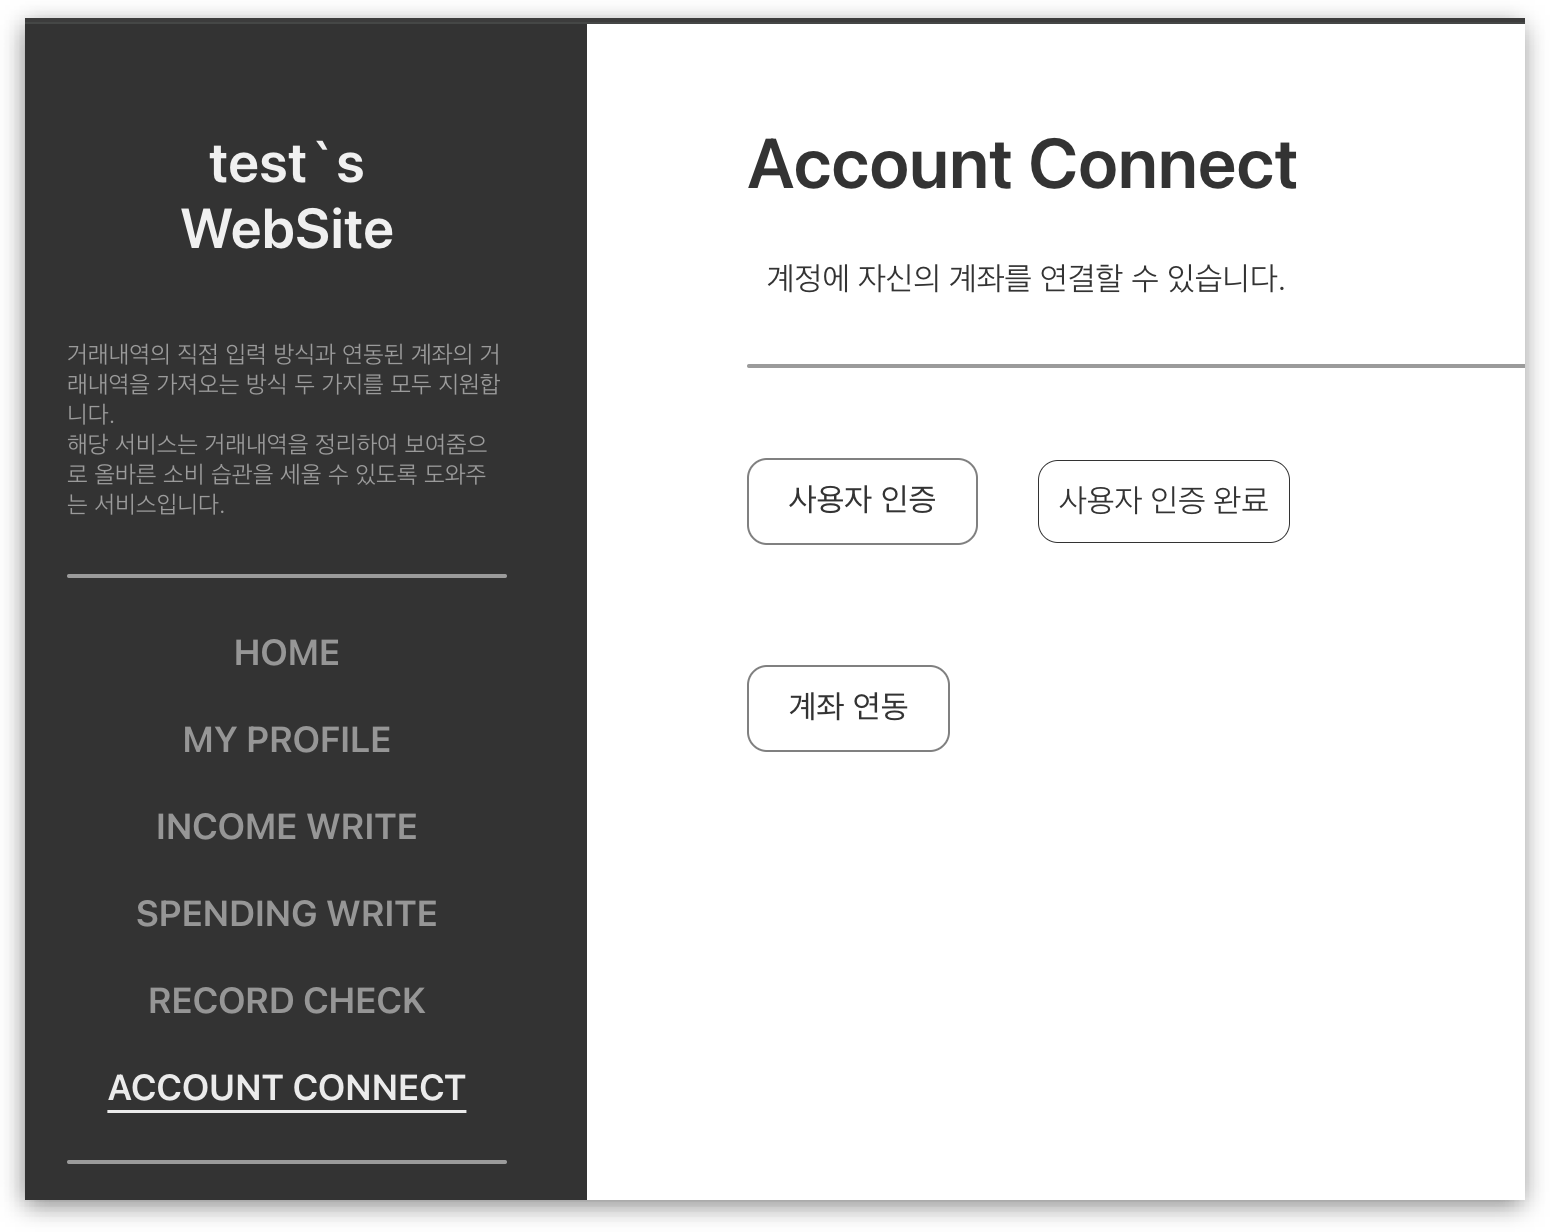 test`s
WebSite
거래내역의 직접 입력 방식과 연동된 계좌의 거
래내역을 가져오는 방식 두 가지를 모두 지원합
니다.
해당 서비스는 거래내역을 정리하여 보여줌으
로 올바른 소비 습관을 세울 수 있도록 도와주
는 서비스입니다.
HOME
MY PROFILE
INCOME WRITE
SPENDING WRITE
RECORD CHECK
ACCOUNT CONNECT
Account Connect
계정에 자신의 계좌를 연결할 수 있습니다.
사용자 인증
사용자 인증 완료
계좌 연동